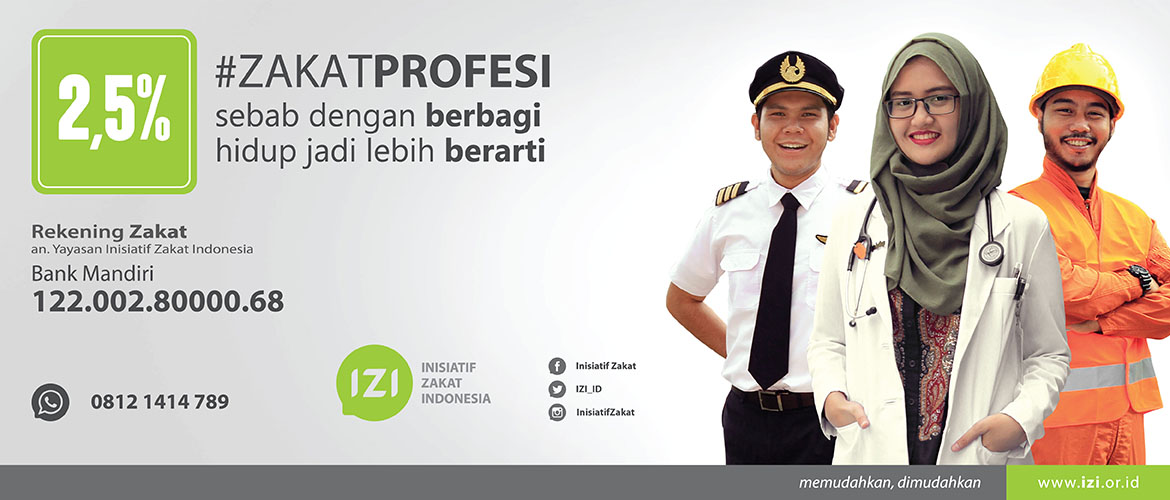 2,5%
#ZAKATPROFESI
sebab dengan berbagi
hidup jadi lebih berarti
Rekening Zakat
an. Yayasan Inisiatif Zakat Indonesia
Bank Mandiri
122.002.80000.68
0812 1414 789
IZI
INISIATIF
ZAKAT
INDONESIA
Inisiatif Zakat
IZI_ID
InisiatifZakat
memudahkan, dimudahkan
www.izi.or.id